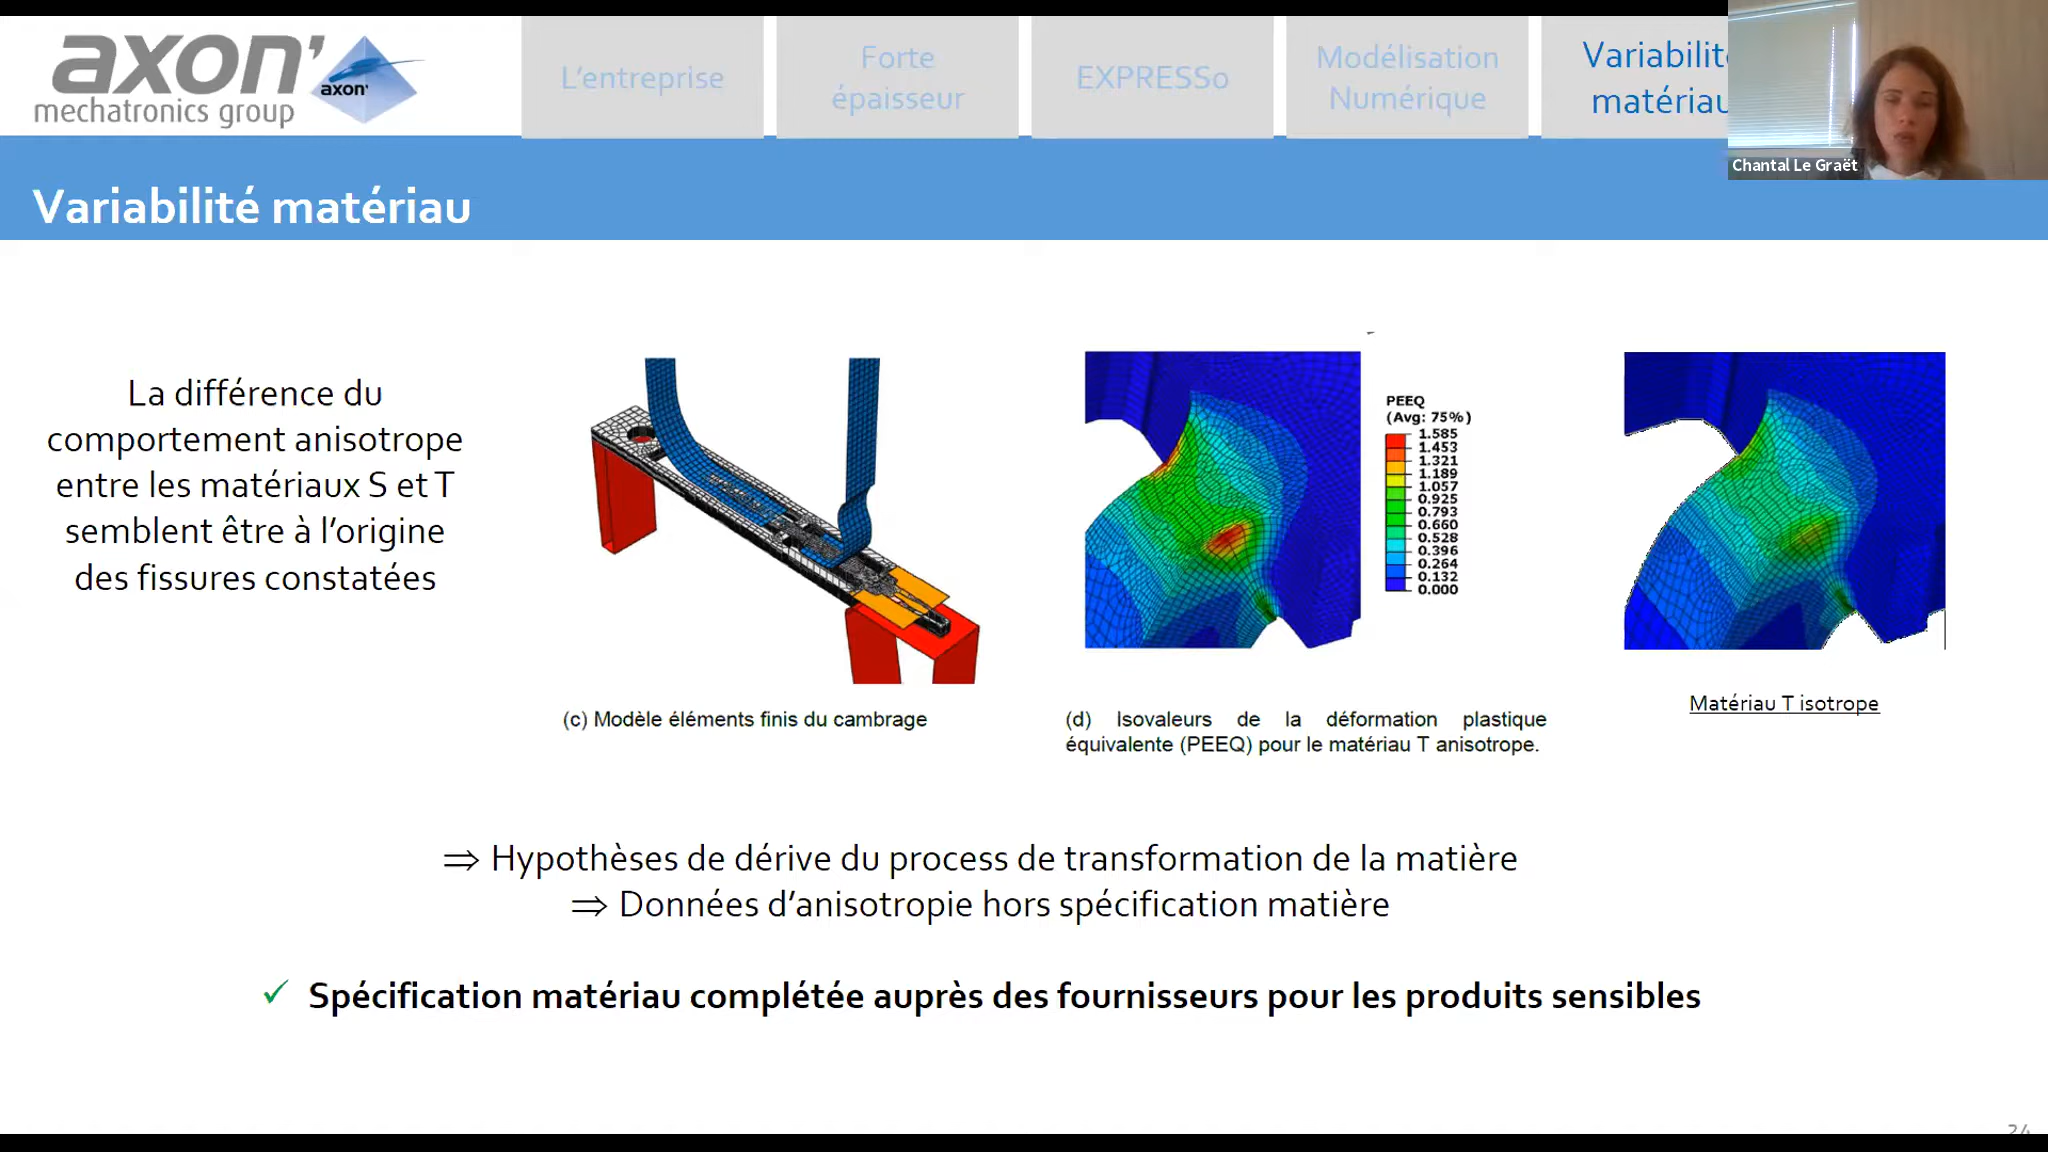 axon'
mechatronics group
axon'
L'entreprise
Forte
épaisseur
EXPRESSo
Modélisation
Numérique
Variabilité
matériau
Chantal Le Graët
Variabilité matériau
La différence du
comportement anisotrope
entre les matériaux S et T
semblent être à l'origine
des fissures constatées
(c) Modèle éléments finis du cambrage
PEEQ
(Avg: 75%)
1.585
1.453
1.321
1.189
1.057
0.925
0.793
0.660
0.528
0.396
0.264
0.132
0.000
(d) Isovaleurs de la déformation plastique
équivalente (PEEQ) pour le matériau T anisotrope.
Matériau T isotrope
⇒ Hypothèses de dérive du process de transformation de la matière
⇒ Données d'anisotropie hors spécification matière
✓ Spécification matériau complétée auprès des fournisseurs pour les produits sensibles
24